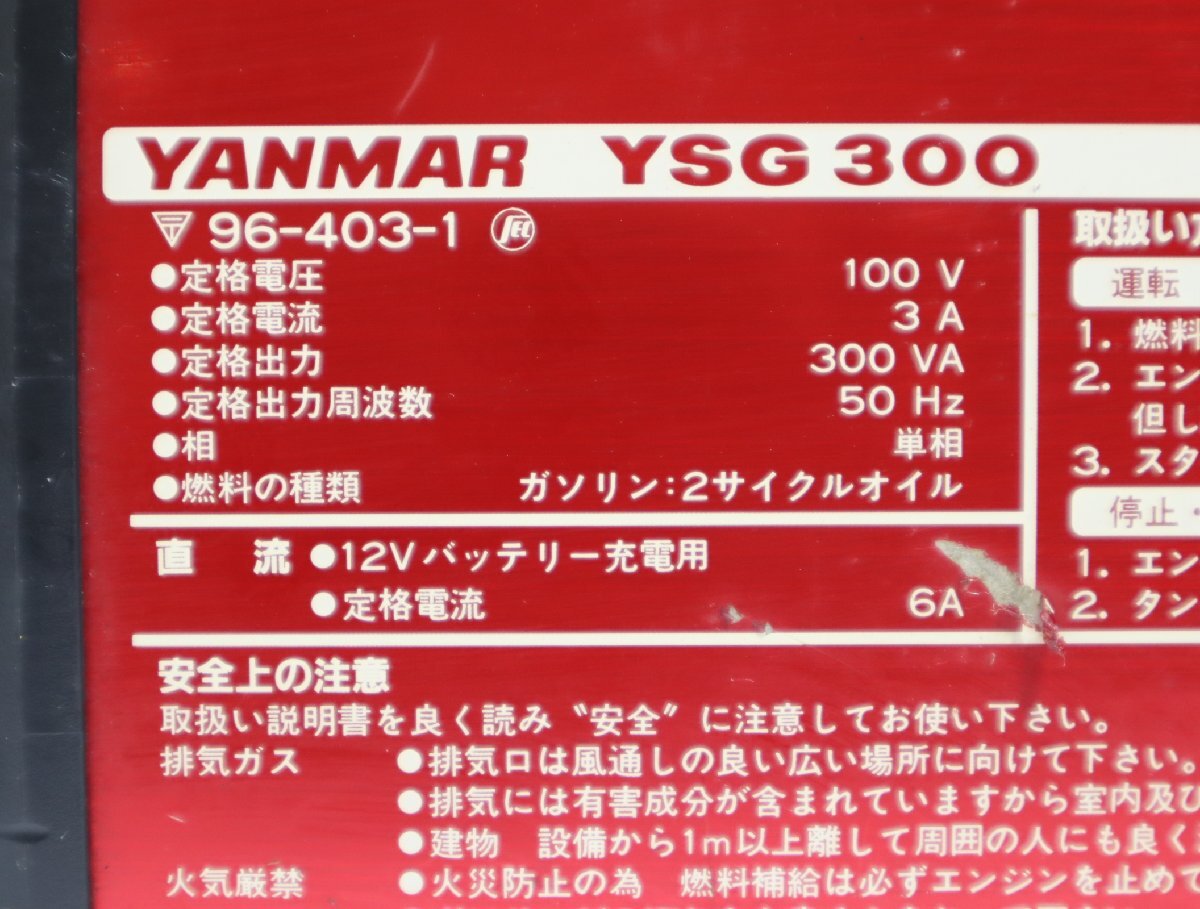 YANMAR YSG300
〒 96-403-1 JEC
●定格電圧 100 V
●定格電流 3 A
●定格出力 300 VA
●定格出力周波数 50 Hz
●相 単相
●燃料の種類 ガソリン:2サイクルオイル
直 流 ●12Vバッテリー充電用
●定格電流 6A
取扱い方
運転
1. 燃料
2. エン
但し
3. スタ
停止・
1. エン
2. タン
安全上の注意
取扱い説明書を良く読み〝安全〟に注意してお使い下さい。
排気ガス ●排気口は風通しの良い広い場所に向けて下さい。
●排気には有害成分が含まれていますから室内及び
●建物 設備から1m以上離して周囲の人にも良く
火気厳禁 ●火災防止の為 燃料補給は必ずエンジンを止めて